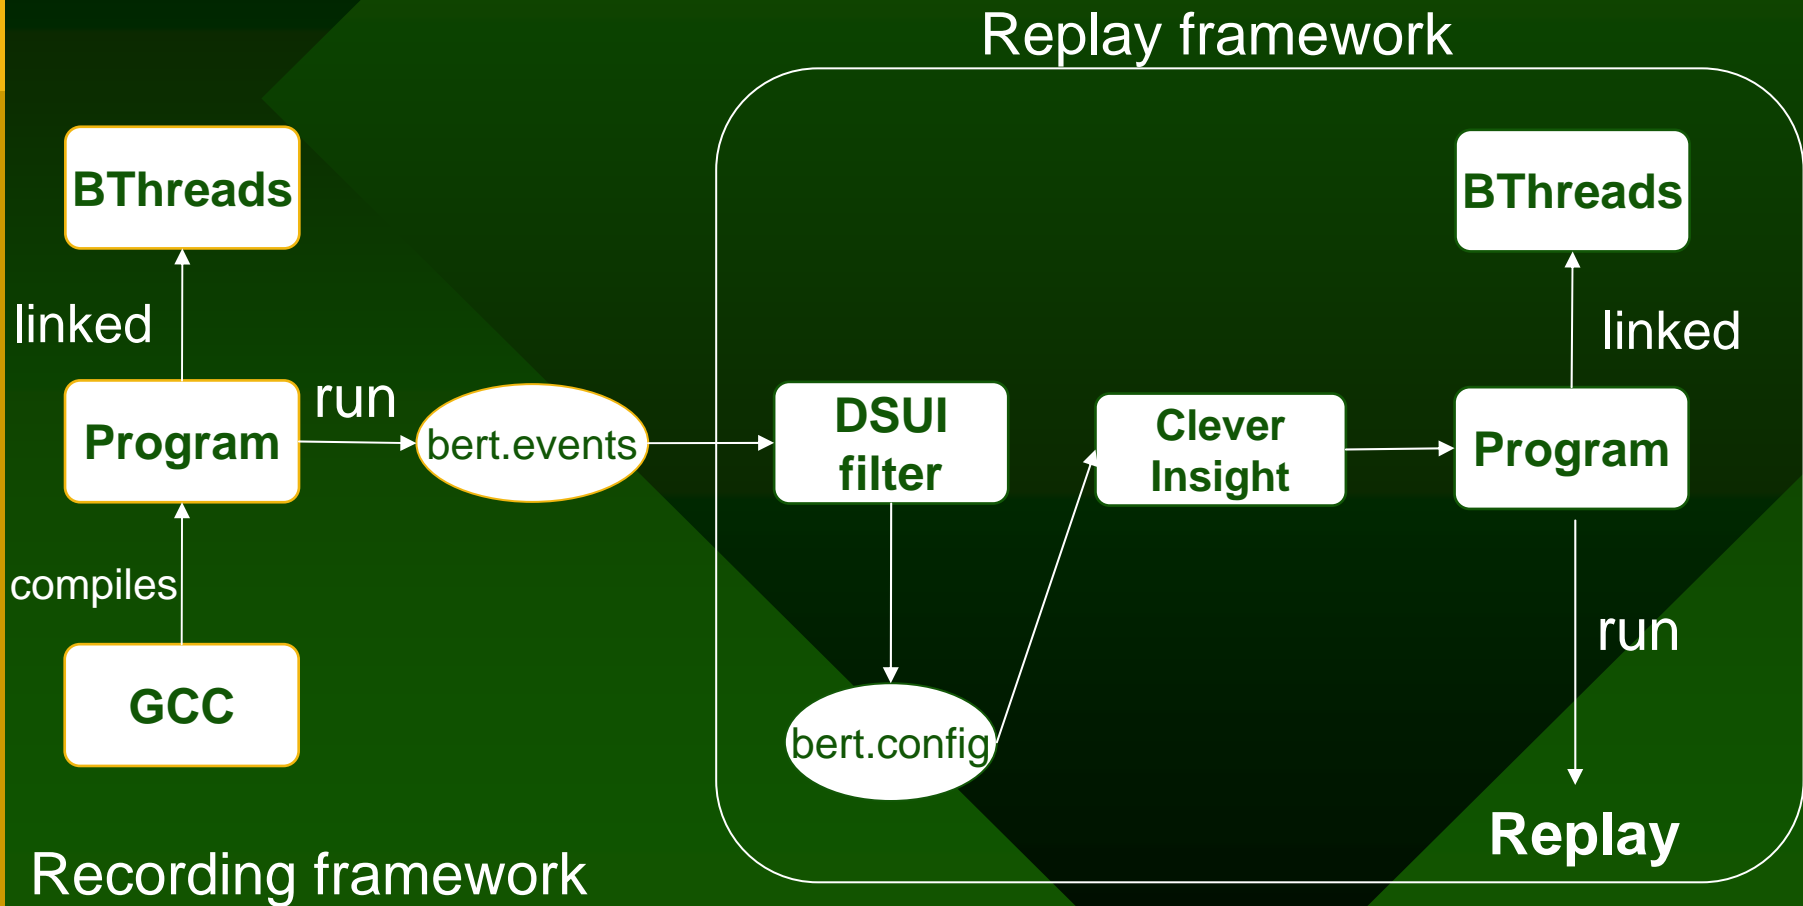 Replay framework
BThreads
BThreads
linked
linked
run
Program
bert.events
DSUI
filter
Clever
Insight
Program
compiles
run
GCC
bert.config
Replay
Recording framework